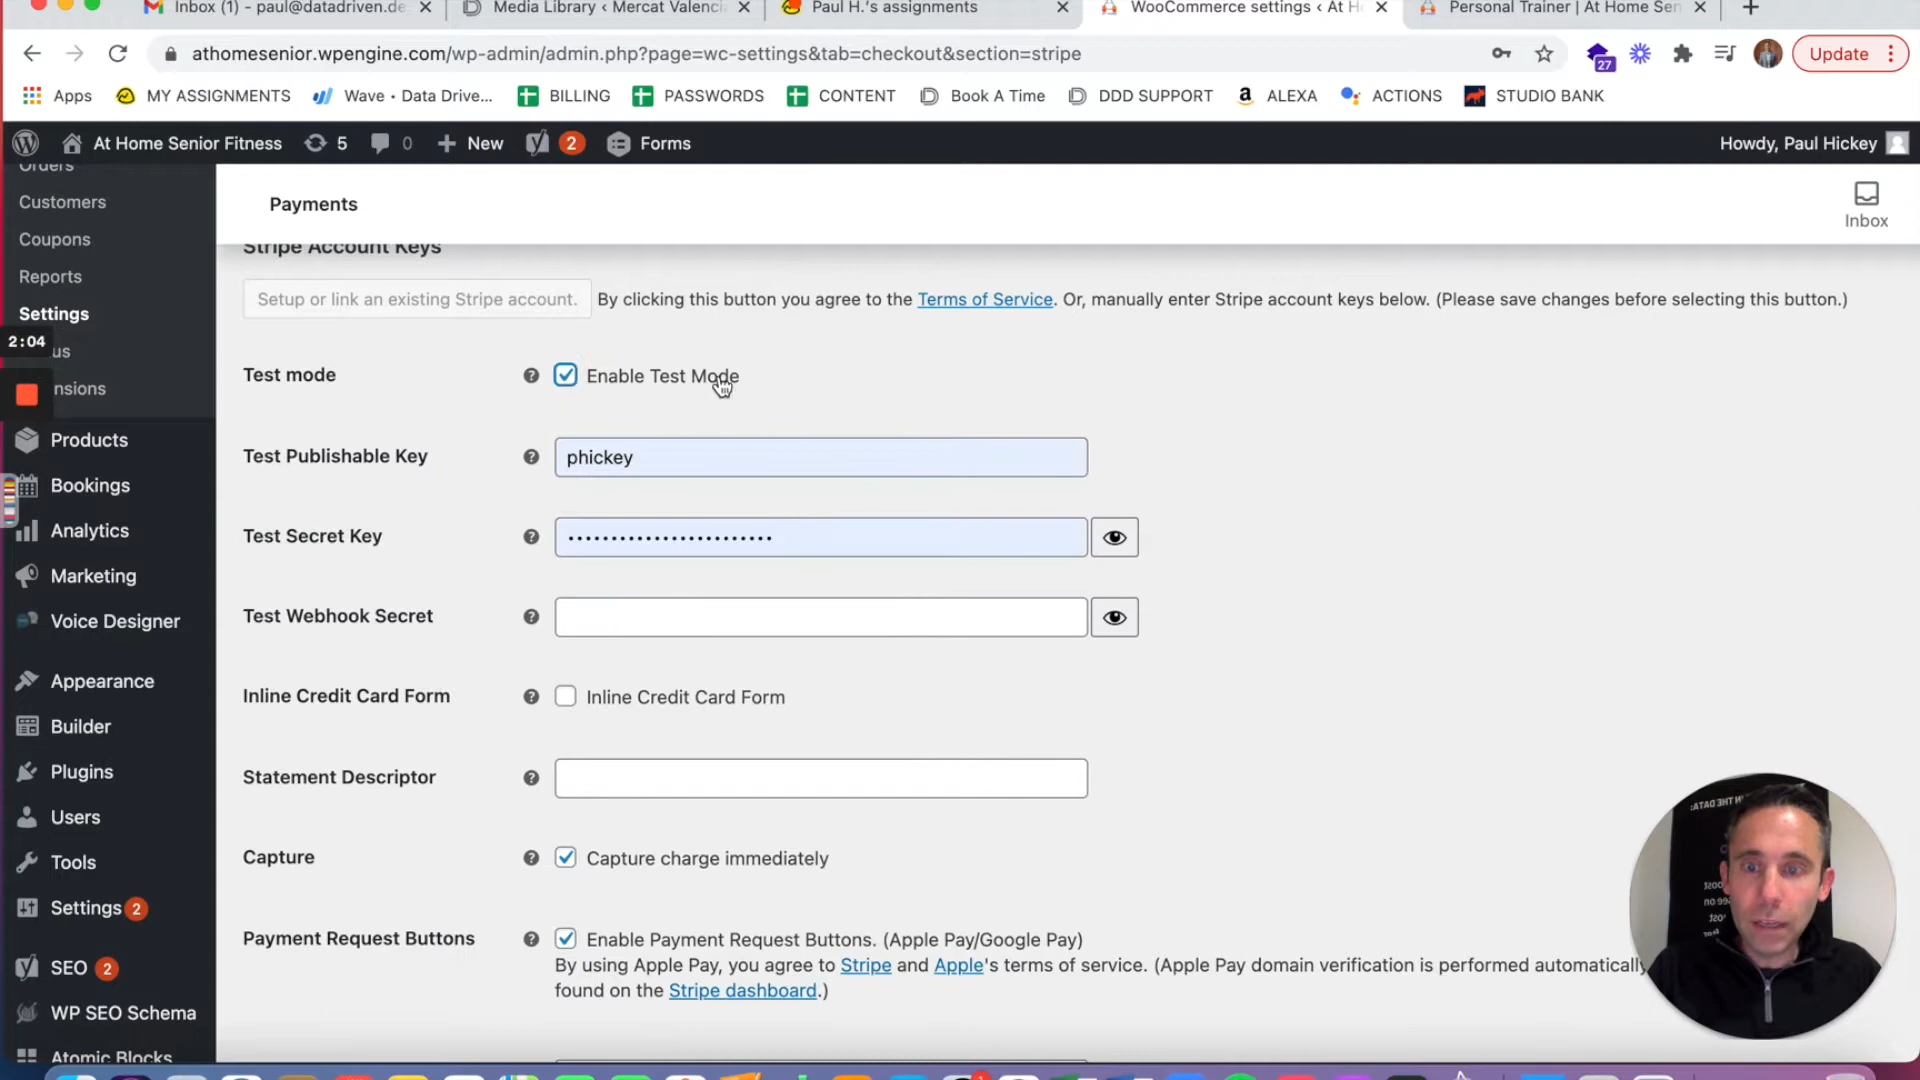 Inbox (1) - paul@datadriven.de
Media Library ‹ Mercat Valenci
Paul H.'s assignments
WooCommerce settings ‹ At H
Personal Trainer | At Home Sen
athomesenior.wpengine.com/wp-admin/admin.php?page=wc-settings&tab=checkout&section=stripe
27
Update
Apps
MY ASSIGNMENTS
Wave • Data Drive...
BILLING
PASSWORDS
CONTENT
Book A Time
DDD SUPPORT
ALEXA
ACTIONS
STUDIO BANK
At Home Senior Fitness
5
0
New
2
Forms
Howdy, Paul Hickey
Orders
Customers
Coupons
Reports
Settings
2:04
us
nsions
Products
Bookings
Analytics
Marketing
Voice Designer
Appearance
Builder
Plugins
Users
Tools
Settings 2
SEO 2
WP SEO Schema
Atomic Blocks
Payments
Inbox
Stripe Account Keys
Setup or link an existing Stripe account. By clicking this button you agree to the Terms of Service. Or, manually enter Stripe account keys below. (Please save changes before selecting this button.)
Test mode
Enable Test Mode
Test Publishable Key
phickey
Test Secret Key
Test Webhook Secret
Inline Credit Card Form
Inline Credit Card Form
Statement Descriptor
Capture
Capture charge immediately
Payment Request Buttons
Enable Payment Request Buttons. (Apple Pay/Google Pay)
By using Apple Pay, you agree to Stripe and Apple's terms of service. (Apple Pay domain verification is performed automatically
found on the Stripe dashboard.)